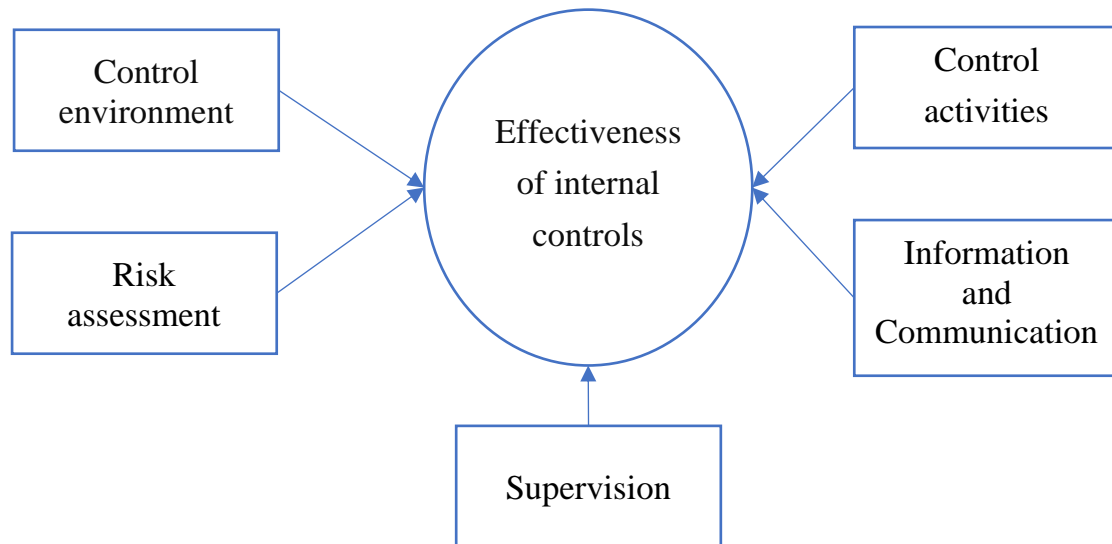 Control
environment
Effectiveness
of internal
controls
Control
activities
Risk
assessment
Information
and
Communication
Supervision